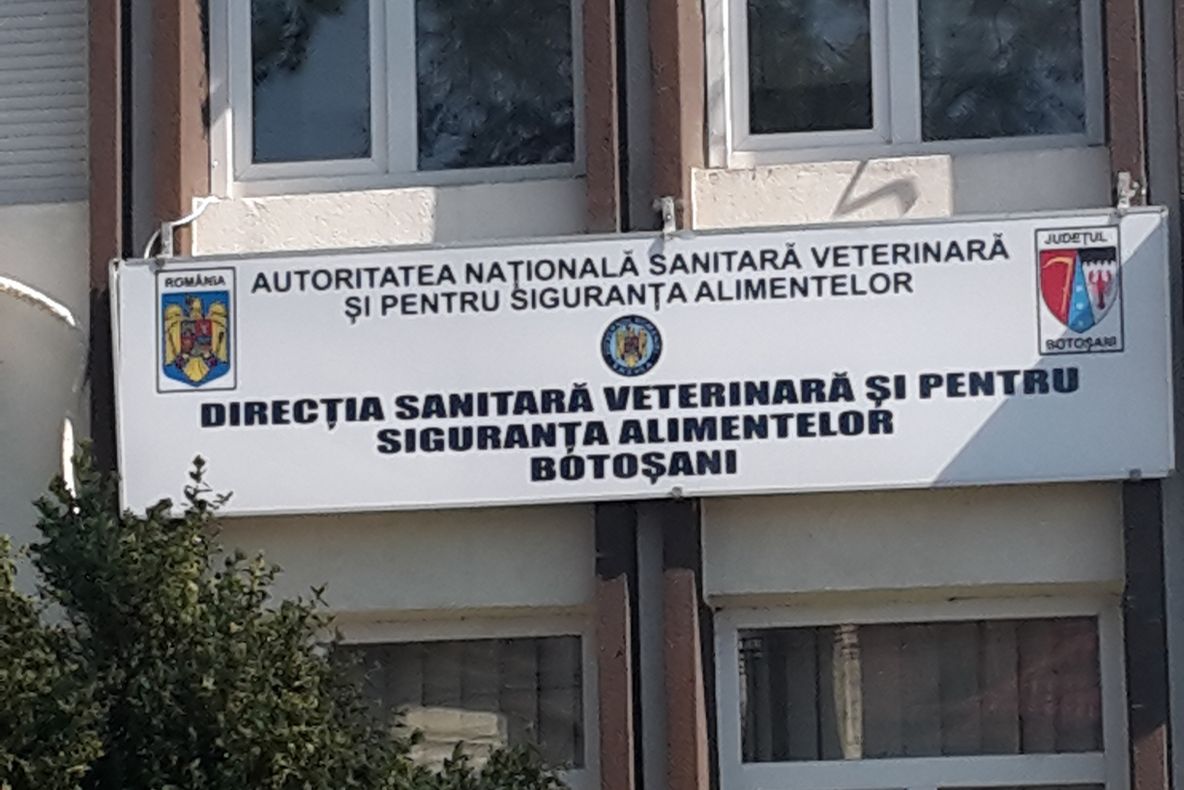 ROMÂNIA
AUTORITATEA NAȚIONALĂ SANITARĂ VETERINARĂ
ȘI PENTRU SIGURANȚA ALIMENTELOR
JUDEȚUL
BOTOȘANI
DIRECȚIA SANITARĂ VETERINARĂ ȘI PENTRU
SIGURANȚA ALIMENTELOR
BOTOȘANI